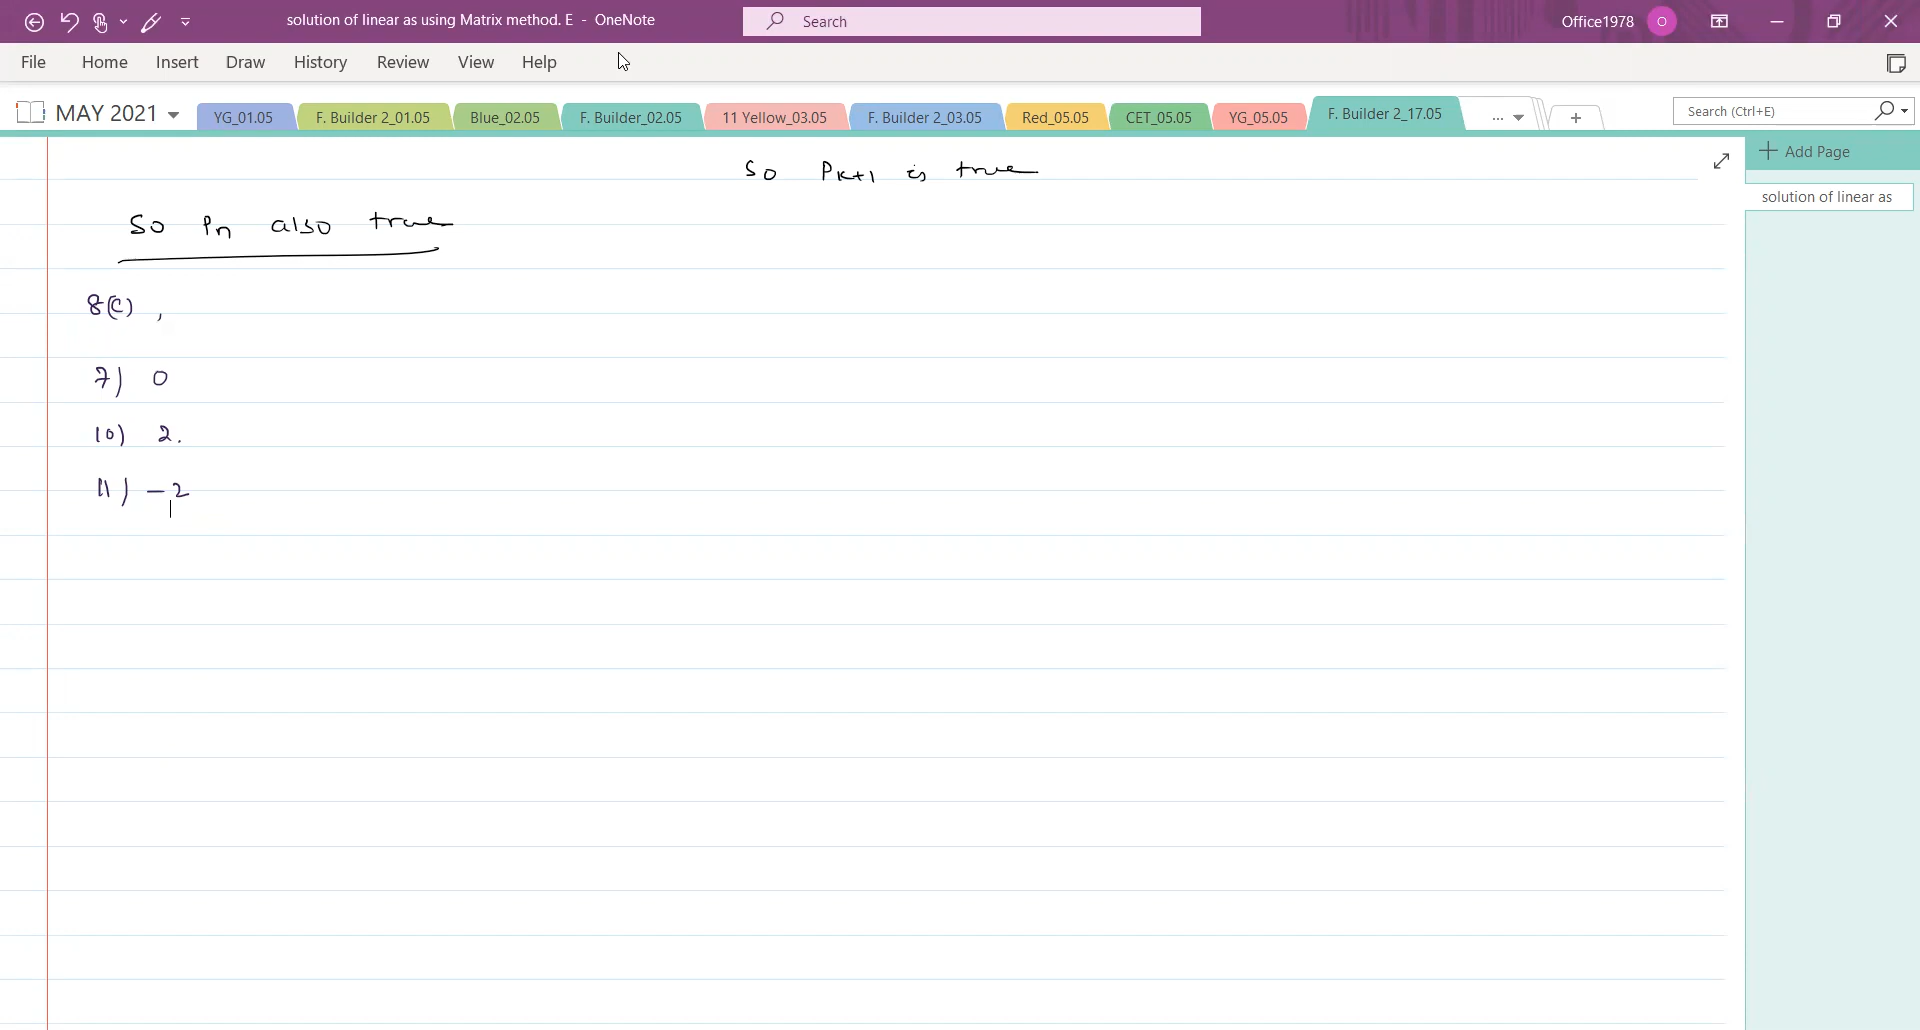 solution of linear as using Matrix method. E - OneNote
Search
Office1978
O
File Home Insert Draw History Review View Help
MAY 2021
YG_01.05
F. Builder 2_01.05
Blue_02.05
F. Builder_02.05
11 Yellow_03.05
F. Builder 2_03.05
Red_05.05
CET_05.05
YG_05.05
F. Builder 2_17.05
...
+
Search (Ctrl+E)
Add Page
solution of linear as
So Pk+1 is true
So Pn also true
8(c) ,
7) 0
10) 2.
11) -2